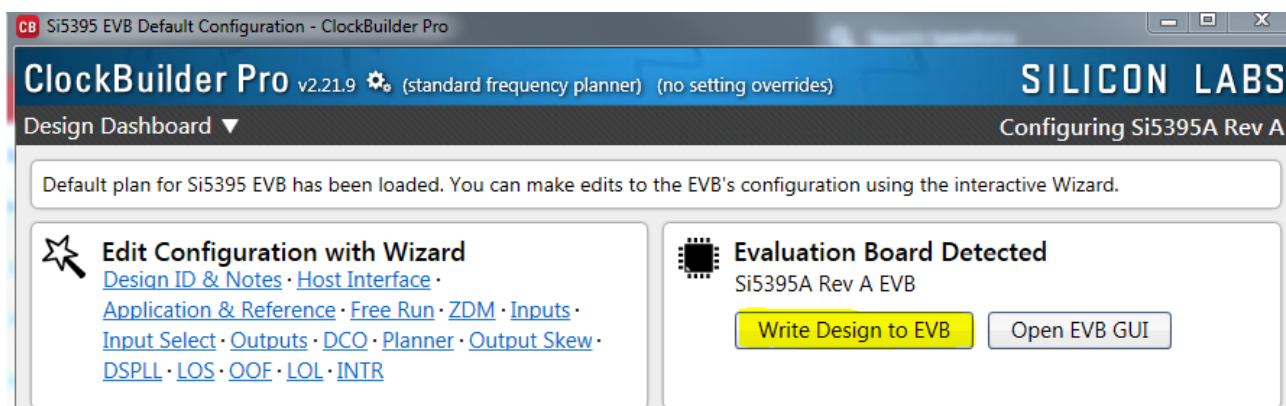 CB Si5395 EVB Default Configuration - ClockBuilder Pro
ClockBuilder Pro v2.21.9 (standard frequency planner) (no setting overrides) SILICON LABS
Design Dashboard ▼ Configuring Si5395A Rev A
Default plan for Si5395 EVB has been loaded. You can make edits to the EVB's configuration using the interactive Wizard.
Edit Configuration with Wizard
Design ID & Notes · Host Interface ·
Application & Reference · Free Run · ZDM · Inputs ·
Input Select · Outputs · DCO · Planner · Output Skew ·
DSPLL · LOS · OOF · LOL · INTR
Evaluation Board Detected
Si5395A Rev A EVB
Write Design to EVB Open EVB GUI